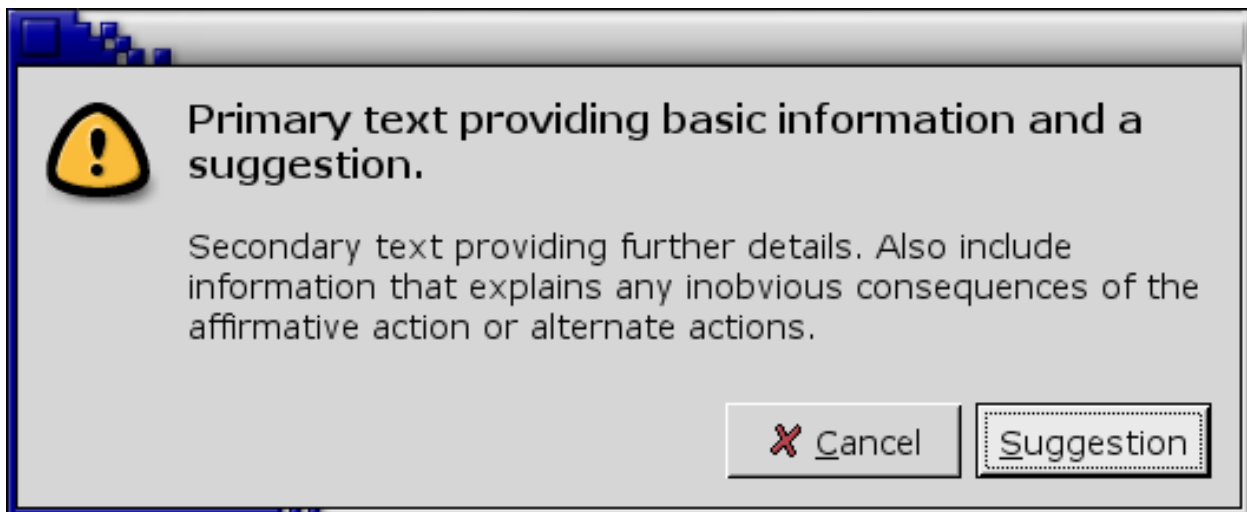 Primary text providing basic information and a
suggestion.
Secondary text providing further details. Also include
information that explains any inobvious consequences of the
affirmative action or alternate actions.
Cancel
Suggestion